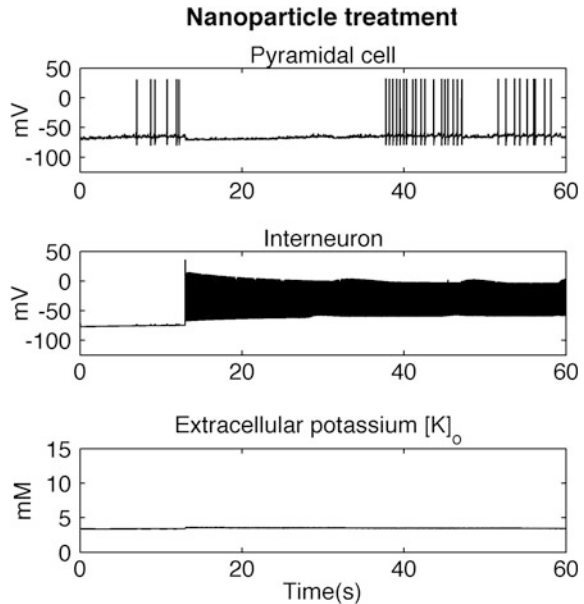 Nanoparticle treatment
Pyramidal cell
50
0
-50
-100
mV
0 20 40 60
Interneuron
50
0
-50
-100
mV
0 20 40 60
Extracellular potassium [K]o
15
10
5
0
mM
0 20 40 60
Time(s)